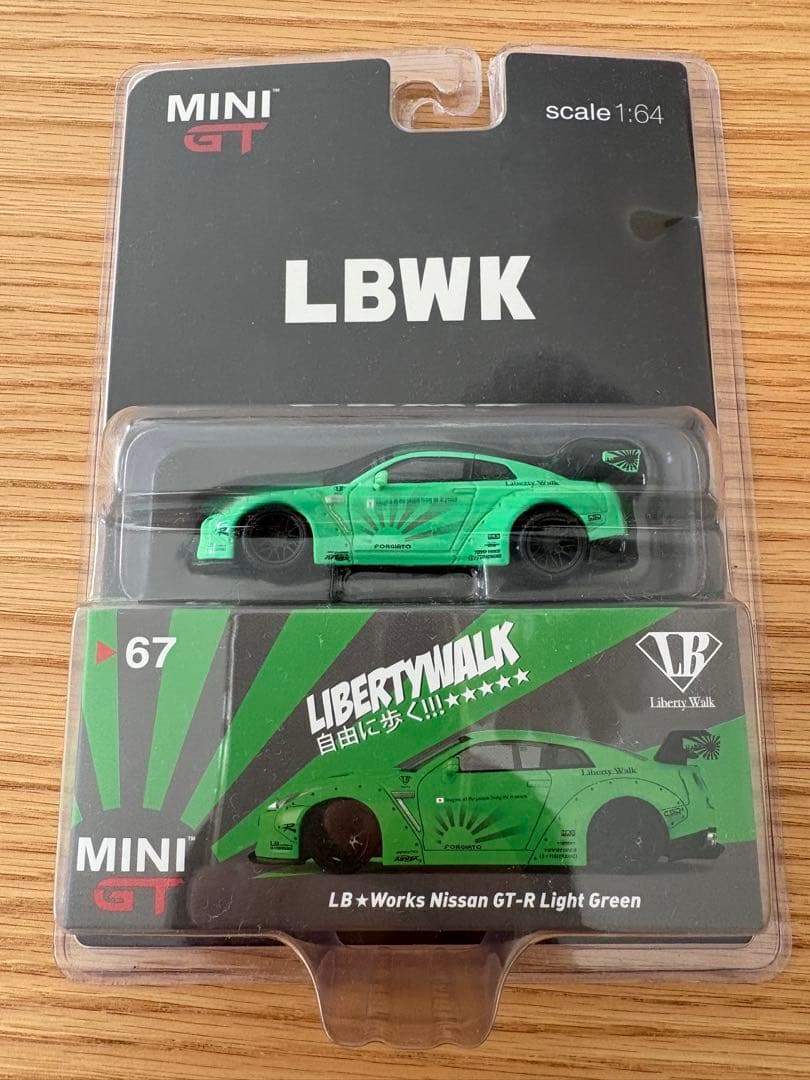 MINI GT
scale 1:64
LBWK
Liberty Walk
FORGIATO
67
LIBERTYWALK
自由に歩く!!!★★★★★
LB
Liberty Walk
Liberty Walk
FORGIATO
MINI GT
LB★Works Nissan GT-R Light Green